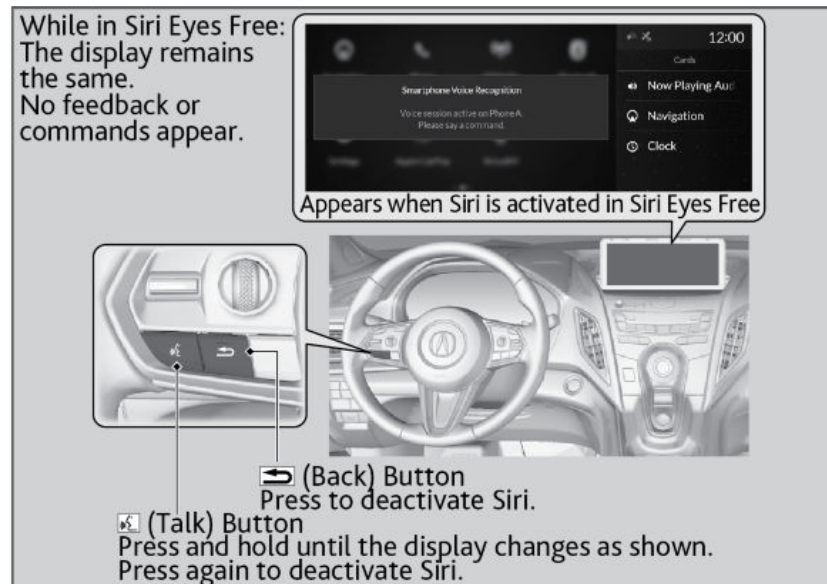 While in Siri Eyes Free:
The display remains
the same.
No feedback or
commands appear.
12:00
Cards
Smartphone Voice Recognition
Now Playing Aud
Voice session active on Phone A.
Please say a command.
Navigation
Clock
Appears when Siri is activated in Siri Eyes Free
(Back) Button
Press to deactivate Siri.
(Talk) Button
Press and hold until the display changes as shown.
Press again to deactivate Siri.